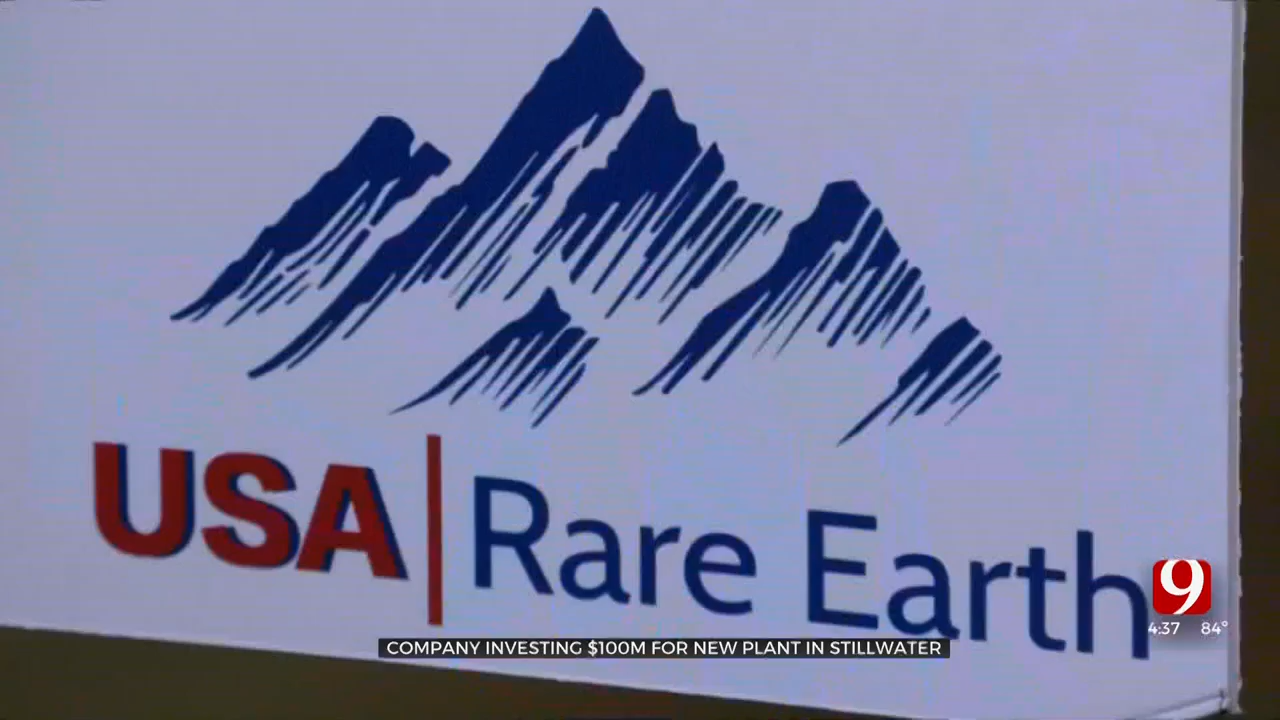 USA Rare Earth
9
4:37 84°
COMPANY INVESTING $100M FOR NEW PLANT IN STILLWATER